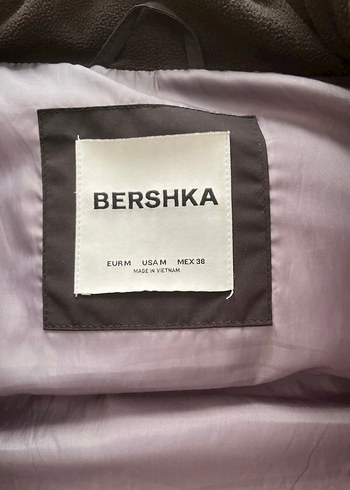 BERSHKA
EUR M USA M MEX 38
MADE IN VIETNAM